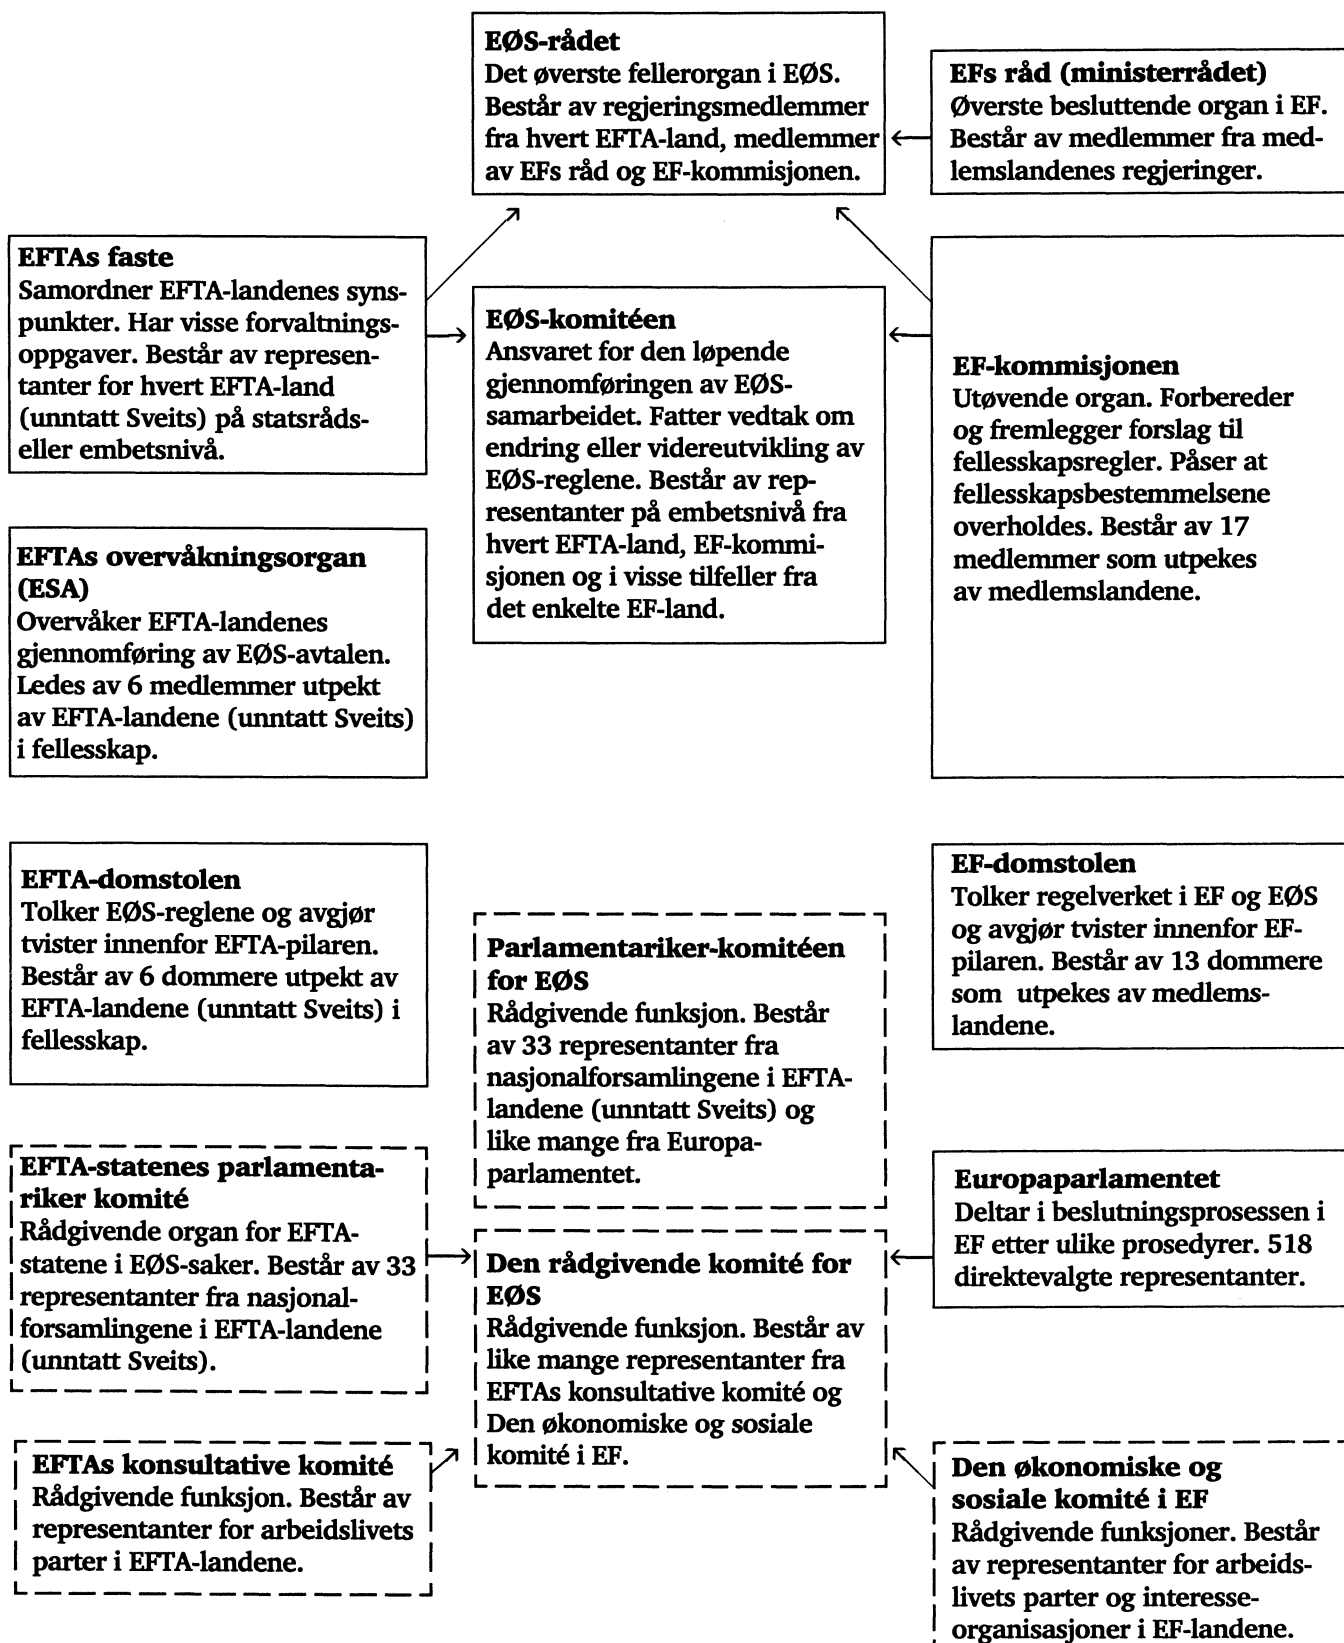 EØS-rådet
Det øverste fellerorgan i EØS.
Består av regjeringsmedlemmer
fra hvert EFTA-land, medlemmer
av EFs råd og EF-kommisjonen.
EFs råd (ministerrådet)
Øverste besluttende organ i EF.
Består av medlemmer fra med-
lemslandenes regjeringer.
EFTAs faste
Samordner EFTA-landenes syns-
punkter. Har visse forvaltnings-
oppgaver. Består av represen-
tanter for hvert EFTA-land
(unntatt Sveits) på statsråds-
eller embetsnivå.
EØS-komitéen
Ansvaret for den løpende
gjennomføringen av EØS-
samarbeidet. Fatter vedtak om
endring eller videreutvikling av
EØS-reglene. Består av rep-
resentanter på embetsnivå fra
hvert EFTA-land, EF-kommi-
sjonen og i visse tilfeller fra
det enkelte EF-land.
EF-kommisjonen
Utøvende organ. Forbereder
og fremlegger forslag til
fellesskapsregler. Påser at
fellesskapsbestemmelsene
overholdes. Består av 17
medlemmer som utpekes
av medlemslandene.
EFTAs overvåkningsorgan
(ESA)
Overvåker EFTA-landenes
gjennomføring av EØS-avtalen.
Ledes av 6 medlemmer utpekt
av EFTA-landene (unntatt Sveits)
i fellesskap.
EFTA-domstolen
Tolker EØS-reglene og avgjør
tvister innenfor EFTA-pilaren.
Består av 6 dommere utpekt av
EFTA-landene (unntatt Sveits) i
fellesskap.
Parlamentariker-komitéen
for EØS
Rådgivende funksjon. Består
av 33 representanter fra
nasjonalforsamlingene i EFTA-
landene (unntatt Sveits) og
like mange fra Europa-
parlamentet.
EF-domstolen
Tolker regelverket i EF og EØS
og avgjør tvister innenfor EF-
pilaren. Består av 13 dommere
som utpekes av medlems-
landene.
EFTA-statenes parlamenta-
riker komité
Rådgivende organ for EFTA-
statene i EØS-saker. Består av 33
representanter fra nasjonal-
forsamlingene i EFTA-landene
(unntatt Sveits).
Den rådgivende komité for
EØS
Rådgivende funksjon. Består av
like mange representanter fra
EFTAs konsultative komité og
Den økonomiske og sosiale
komité i EF.
Europaparlamentet
Deltar i beslutningsprosessen i
EF etter ulike prosedyrer. 518
direktevalgte representanter.
EFTAs konsultative komité
Rådgivende funksjon. Består av
representanter for arbeidslivets
parter i EFTA-landene.
Den økonomiske og
sosiale komité i EF
Rådgivende funksjoner. Består
av representanter for arbeids-
livets parter og interesse-
organisasjoner i EF-landene.